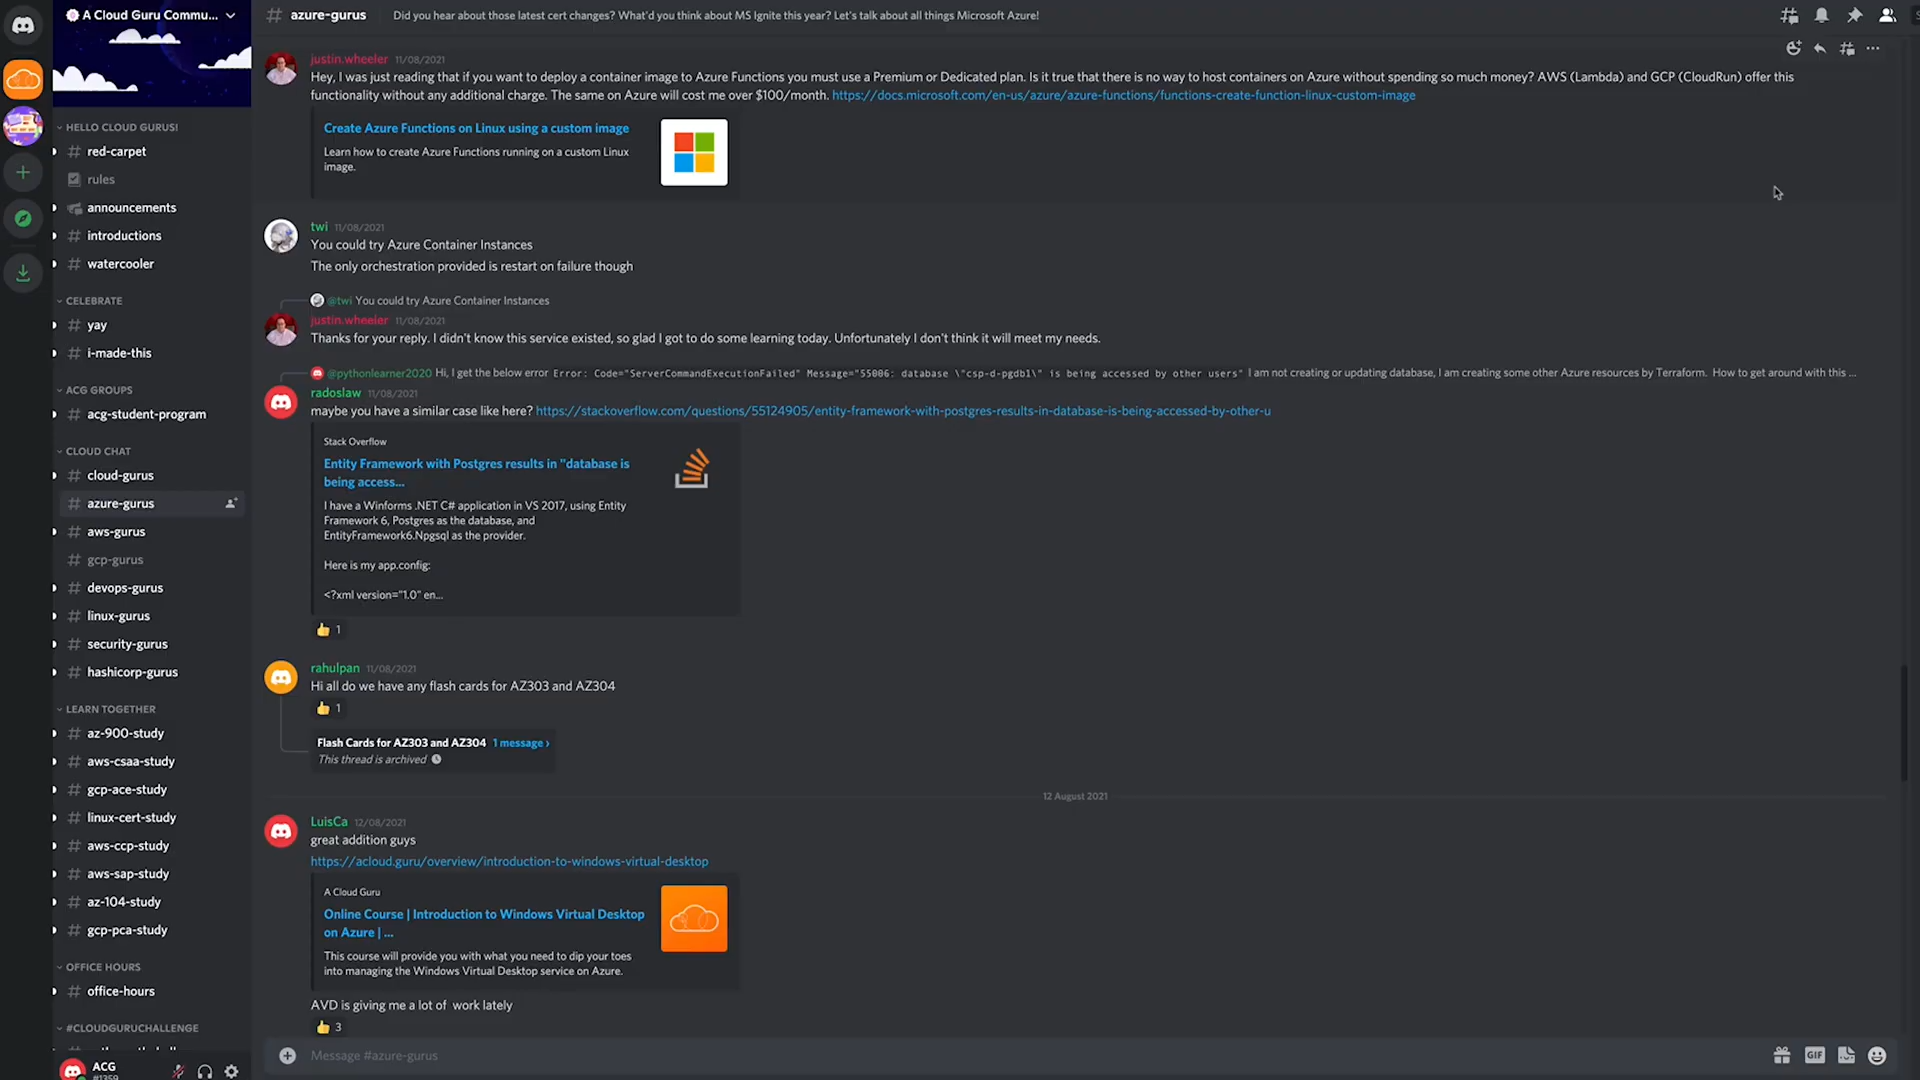 A Cloud Guru Commu...
HELLO CLOUD GURUS!
red-carpet
rules
announcements
introductions
watercooler
CELEBRATE
yay
i-made-this
ACG GROUPS
acg-student-program
CLOUD CHAT
cloud-gurus
azure-gurus
aws-gurus
gcp-gurus
devops-gurus
linux-gurus
security-gurus
hashicorp-gurus
LEARN TOGETHER
az-900-study
aws-csaa-study
gcp-ace-study
linux-cert-study
aws-ccp-study
aws-sap-study
az-104-study
gcp-pca-study
OFFICE HOURS
office-hours
#CLOUDGURUCHALLENGE
ACG
#1359
# azure-gurus Did you hear about those latest cert changes? What'd you think about MS Ignite this year? Let's talk about all things Microsoft Azure!
justin.wheeler 11/08/2021
Hey, I was just reading that if you want to deploy a container image to Azure Functions you must use a Premium or Dedicated plan. Is it true that there is no way to host containers on Azure without spending so much money? AWS (Lambda) and GCP (CloudRun) offer this
functionality without any additional charge. The same on Azure will cost me over $100/month. https://docs.microsoft.com/en-us/azure/azure-functions/functions-create-function-linux-custom-image
Create Azure Functions on Linux using a custom image
Learn how to create Azure Functions running on a custom Linux
image.
twi 11/08/2021
You could try Azure Container Instances
The only orchestration provided is restart on failure though
@twi You could try Azure Container Instances
justin.wheeler 11/08/2021
Thanks for your reply. I didn't know this service existed, so glad I got to do some learning today. Unfortunately I don't think it will meet my needs.
@pythonlearner2020 Hi, I get the below error Error: Code="ServerCommandExecutionFailed" Message="55006: database \"csp-d-pgdb1\" is being accessed by other users" I am not creating or updating database, I am creating some other Azure resources by Terraform. How to get around with this ...
radoslaw 11/08/2021
maybe you have a similar case like here? https://stackoverflow.com/questions/55124905/entity-framework-with-postgres-results-in-database-is-being-accessed-by-other-u
Stack Overflow
Entity Framework with Postgres results in "database is
being access...
I have a Winforms .NET C# application in VS 2017, using Entity
Framework 6, Postgres as the database, and
EntityFramework6.Npgsql as the provider.
Here is my app.config:
<?xml version="1.0" en...
1
rahulpan 11/08/2021
Hi all do we have any flash cards for AZ303 and AZ304
1
Flash Cards for AZ303 and AZ304 1 message ›
This thread is archived
12 August 2021
LuisCa 12/08/2021
great addition guys
https://acloud.guru/overview/introduction-to-windows-virtual-desktop
A Cloud Guru
Online Course | Introduction to Windows Virtual Desktop
on Azure | ...
This course will provide you with what you need to dip your toes
into managing the Windows Virtual Desktop service on Azure.
AVD is giving me a lot of work lately
3
Message #azure-gurus
GIF